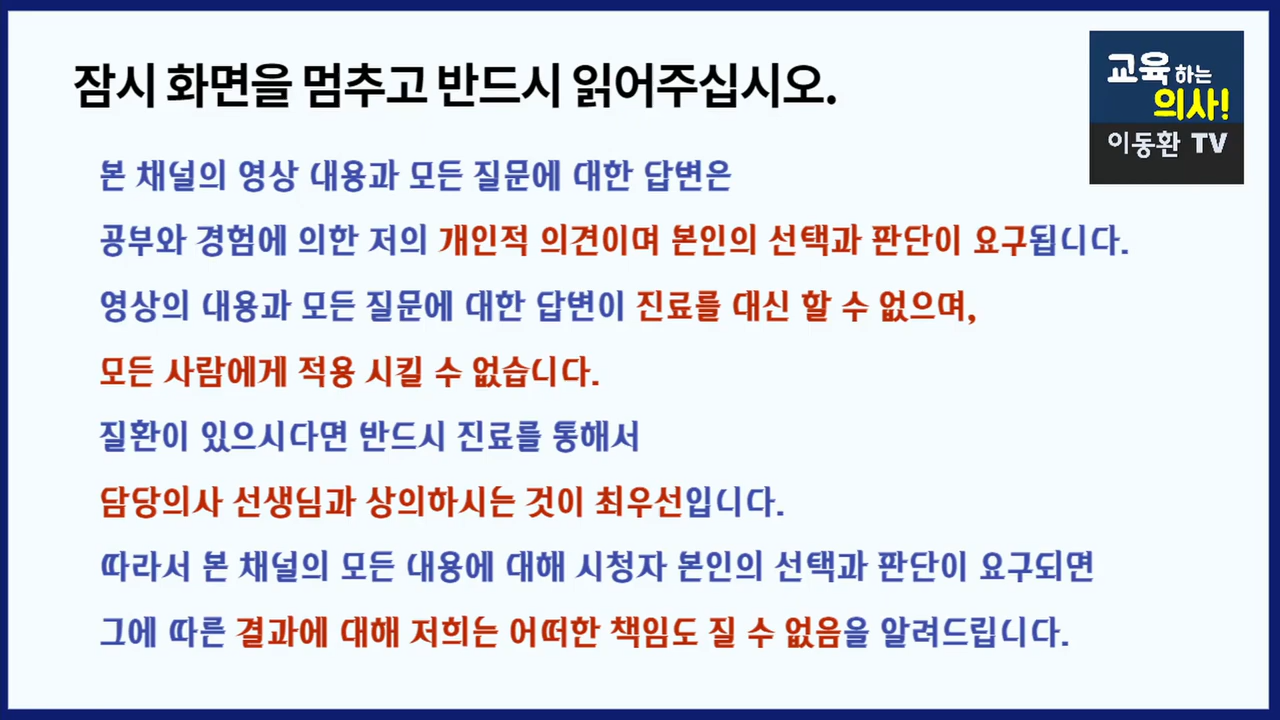 잠시 화면을 멈추고 반드시 읽어주십시오.
교육하는
의사!
이동환 TV
본 채널의 영상 내용과 모든 질문에 대한 답변은
공부와 경험에 의한 저의 개인적 의견이며 본인의 선택과 판단이 요구됩니다.
영상의 내용과 모든 질문에 대한 답변이 진료를 대신 할 수 없으며,
모든 사람에게 적용 시킬 수 없습니다.
질환이 있으시다면 반드시 진료를 통해서
담당의사 선생님과 상의하시는 것이 최우선입니다.
따라서 본 채널의 모든 내용에 대해 시청자 본인의 선택과 판단이 요구되면
그에 따른 결과에 대해 저희는 어떠한 책임도 질 수 없음을 알려드립니다.